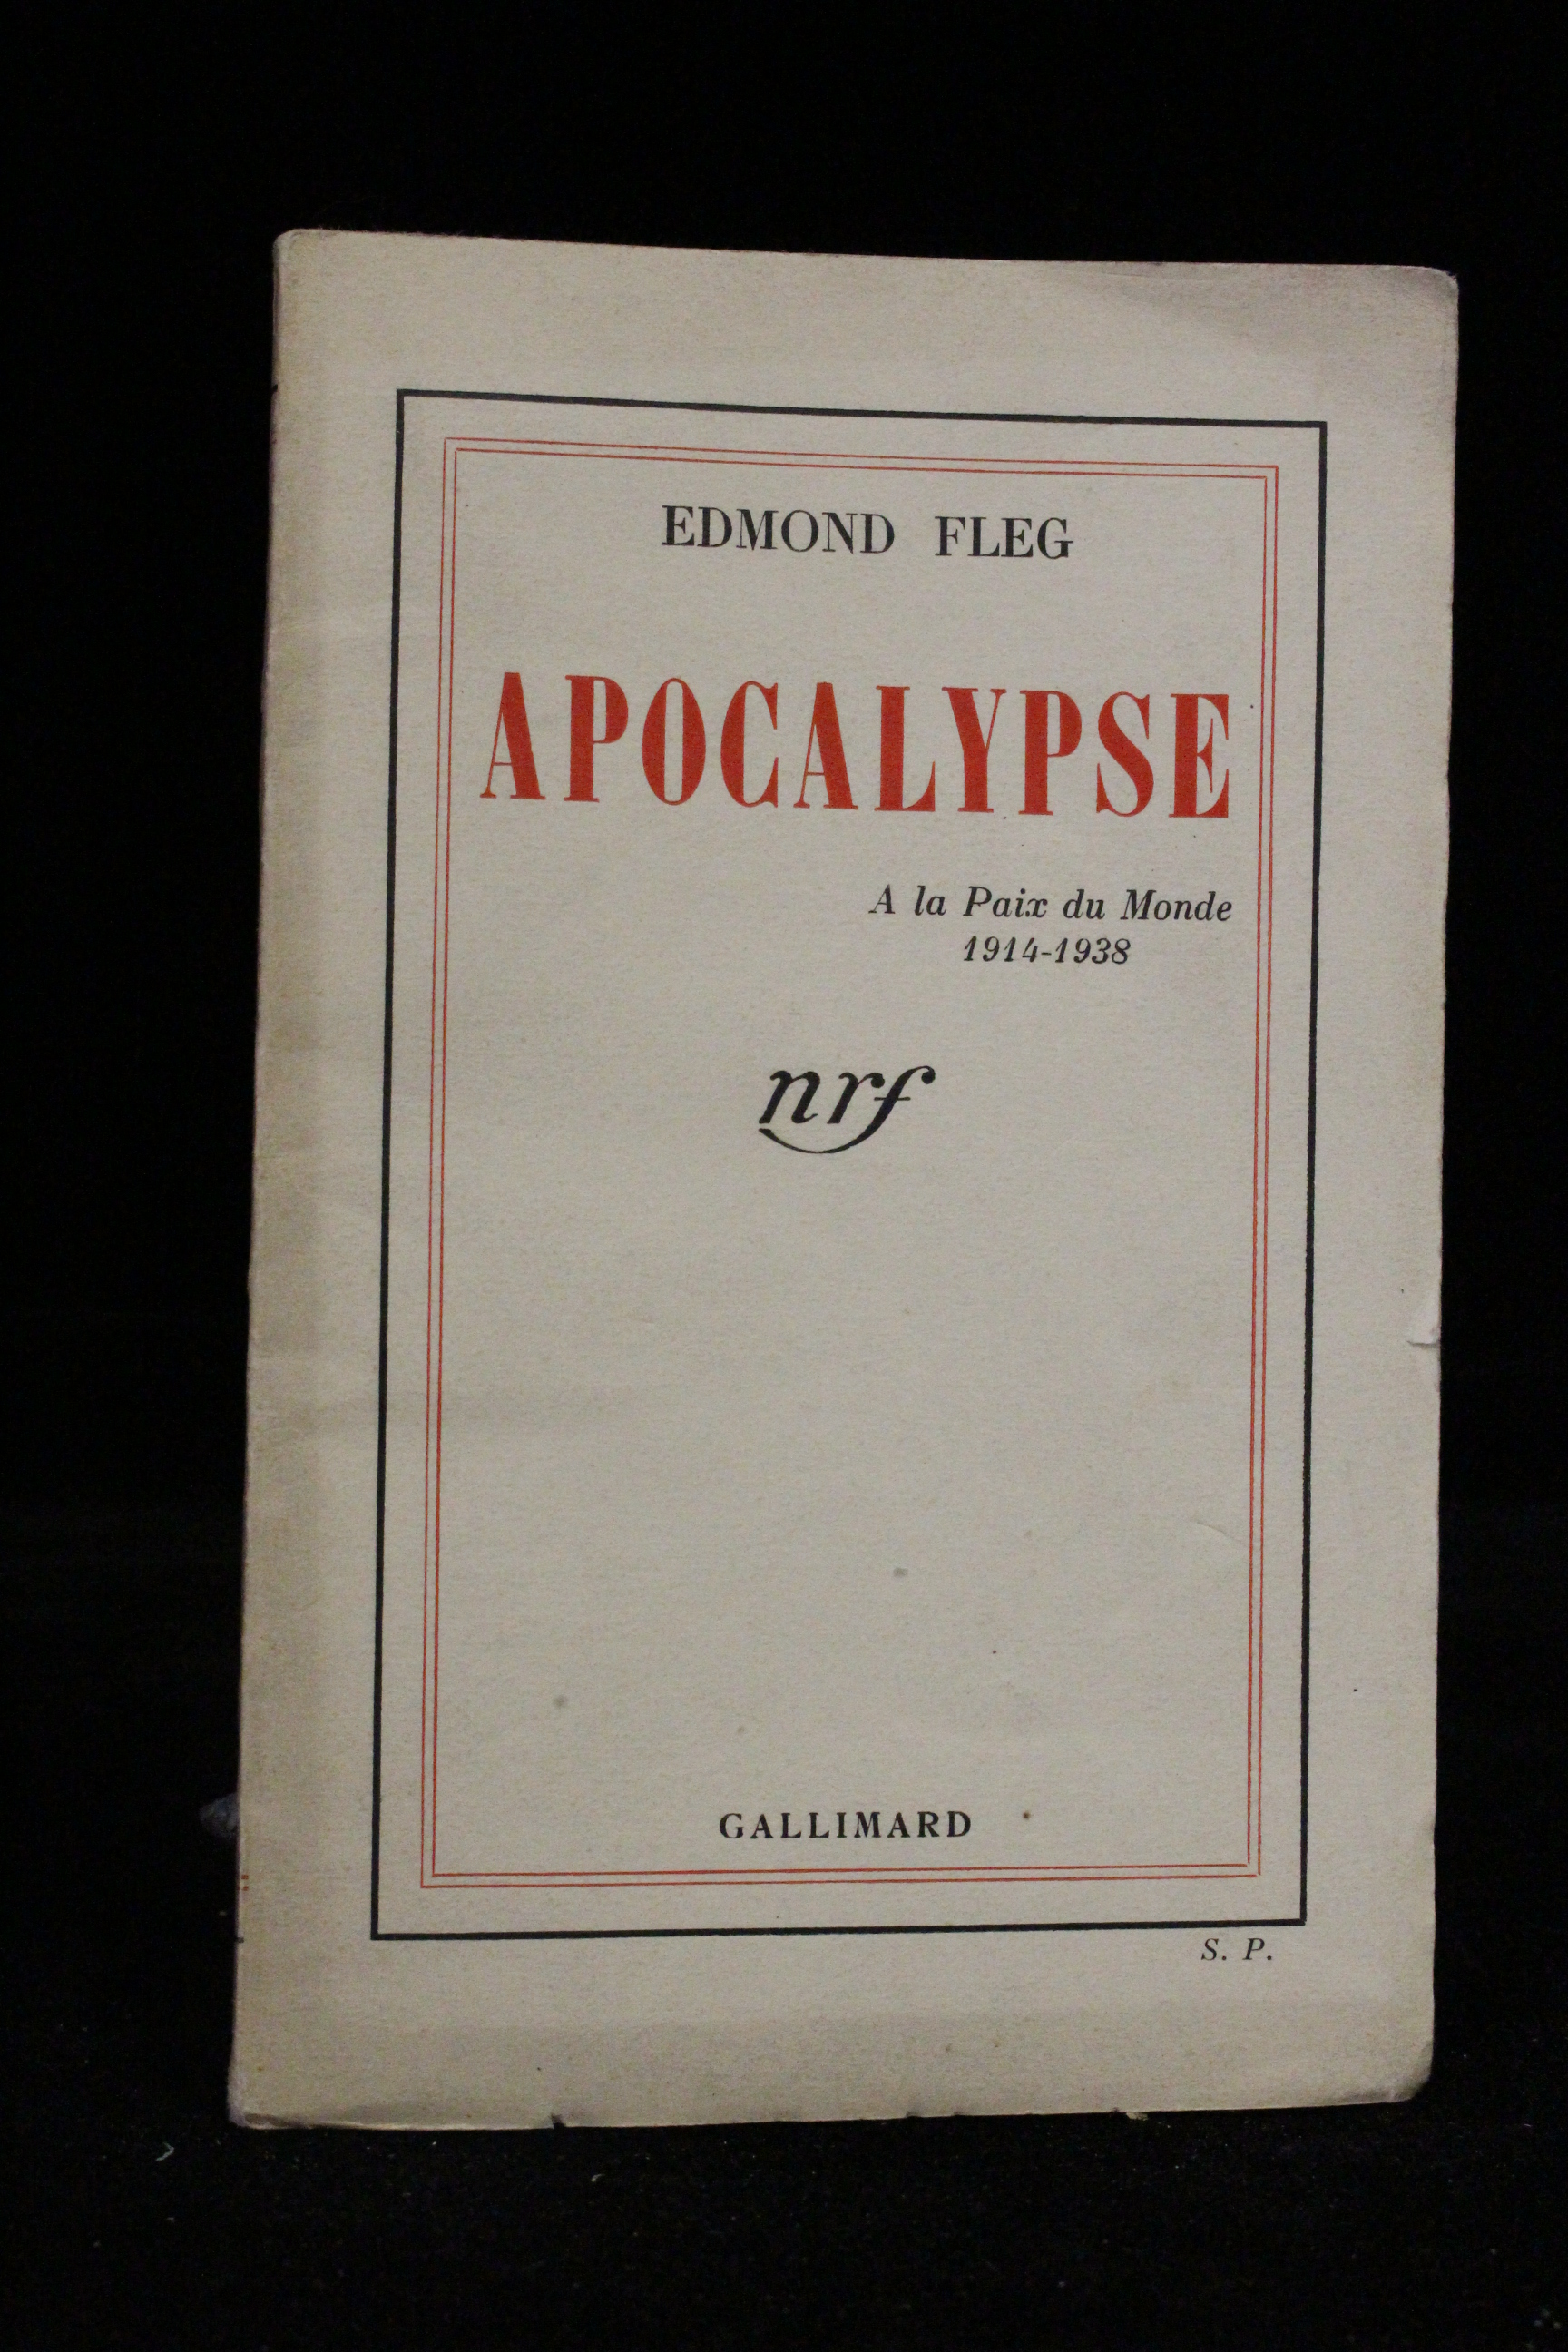 EDMOND FLEG
APOCALYPSE
A la Paix du Monde
1914-1938
nrf
GALLIMARD
S. P.